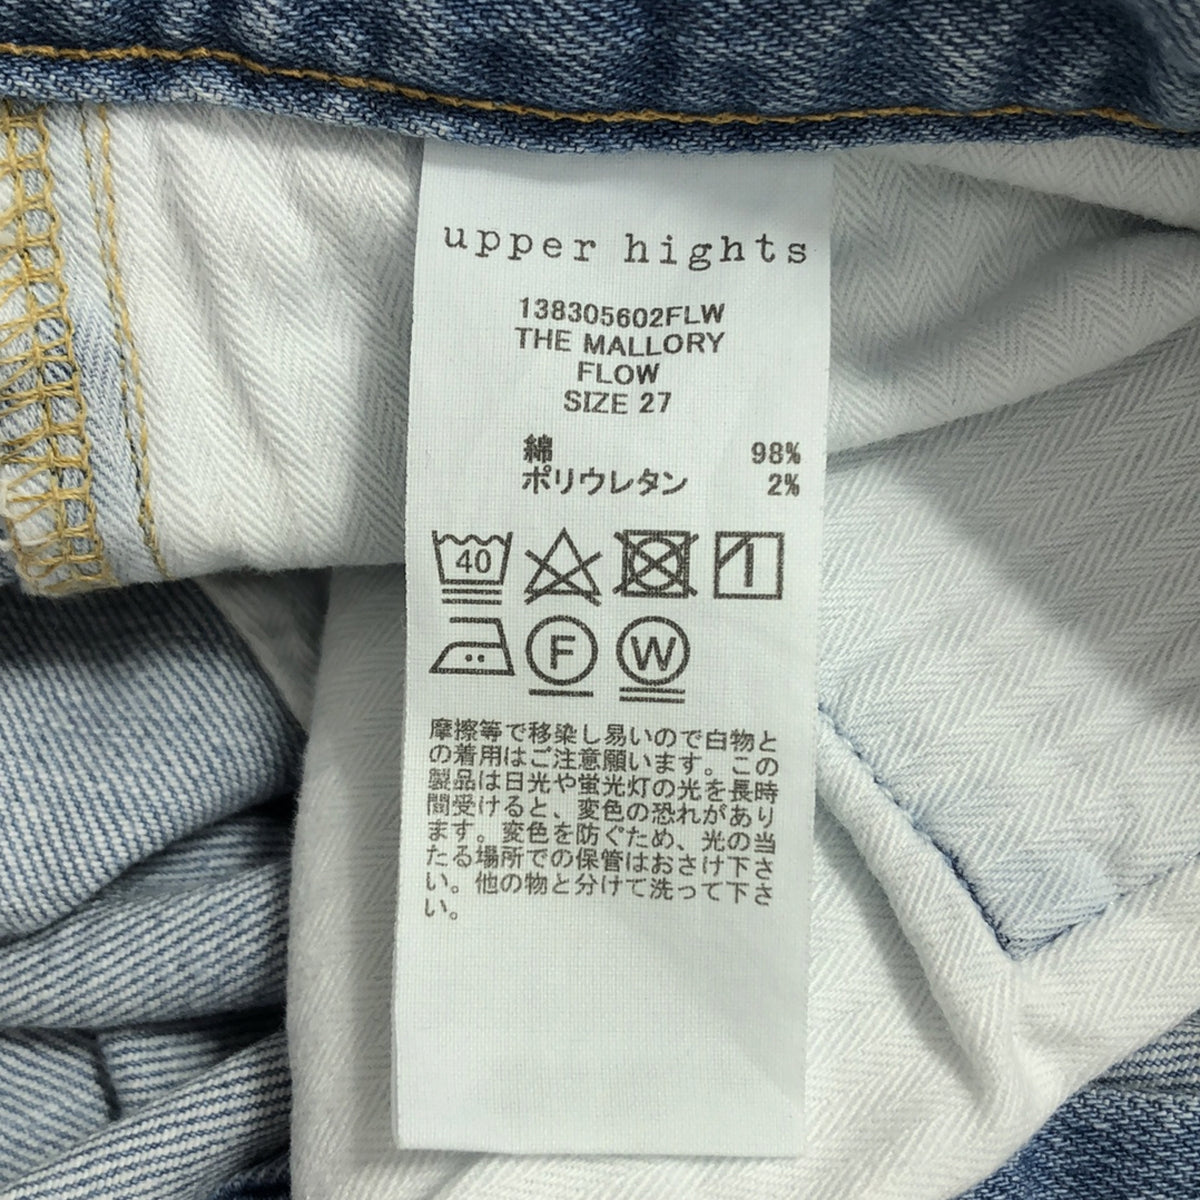 upper hights
138305602FLW
THE MALLORY
FLOW
SIZE 27
綿 98%
ポリウレタン 2%
40
F W
摩擦等で移染し易いので白物と
の着用はご注意願います。この
製品は日光や蛍光灯の光を長時
間受けると、変色の恐れがあり
ます。変色を防ぐため、光の当
たる場所での保管はおさけ下さ
い。他の物と分けて洗って下さ
い。